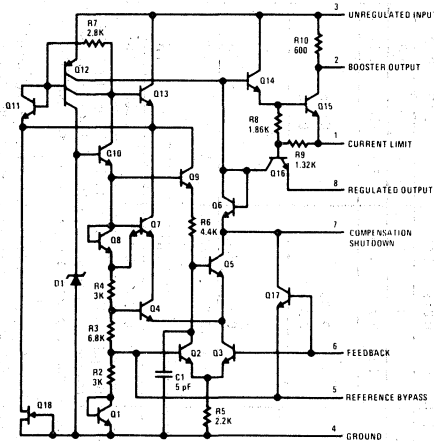 3 UNREGULATED INPUT
R7
2.8K
R10
600
Q12
2 BOOSTER OUTPUT
Q14
Q11
Q13
Q15
R8
1.86K
1 CURRENT LIMIT
R9
1.32K
Q10
Q16
Q9
8 REGULATED OUTPUT
Q6
R6
4.4K
7 COMPENSATION
SHUTDOWN
Q8
Q7
Q5
D1
R4
3K
Q17
Q4
R3
6.8K
6 FEEDBACK
Q2
Q3
R2
3K
C1
5 pF
5 REFERENCE BYPASS
Q18
R5
2.2K
Q1
4 GROUND